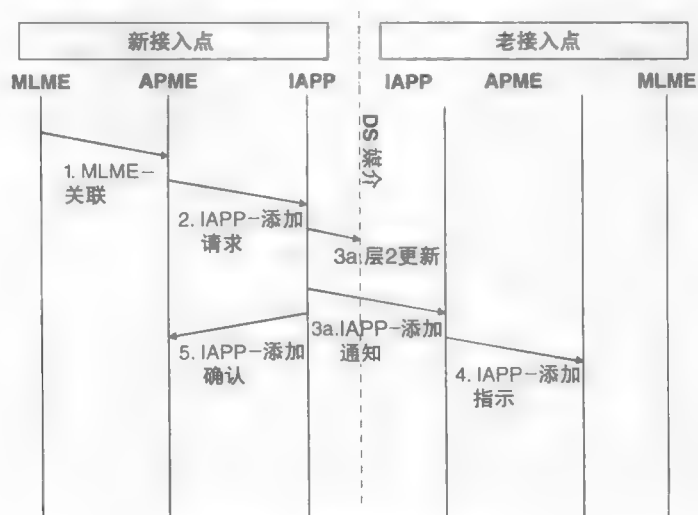 新接入点
老接入点
MLME
APME
IAPP
IAPP
APME
MLME
DS 媒介
1. MLME-
关联
2. IAPP-添加
请求
3a.层2更新
3a.IAPP-添加
通知
5. IAPP-添加
确认
4. IAPP-添加
指示